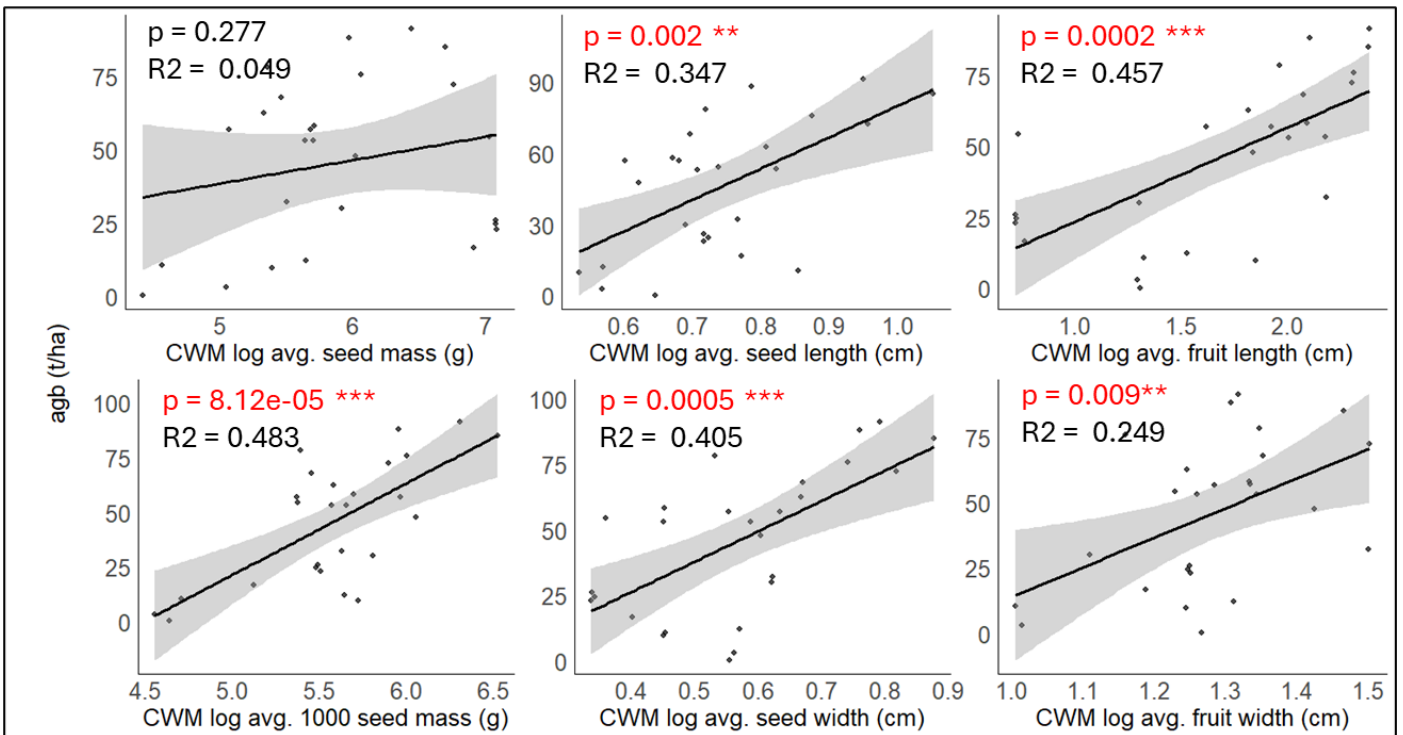 p = 0.277
R2 = 0.049
75
50
25
0
5 6 7
CWM log avg. seed mass (g)
p = 0.002 **
R2 = 0.347
90
60
30
0
0.6 0.7 0.8 0.9 1.0
CWM log avg. seed length (cm)
p = 0.0002 ***
R2 = 0.457
75
50
25
0
1.0 1.5 2.0
CWM log avg. fruit length (cm)
agb (t/ha)
p = 8.12e-05 ***
R2 = 0.483
100
75
50
25
0
4.5 5.0 5.5 6.0 6.5
CWM log avg. 1000 seed mass (g)
p = 0.0005 ***
R2 = 0.405
100
75
50
25
0
0.4 0.5 0.6 0.7 0.8 0.9
CWM log avg. seed width (cm)
p = 0.009**
R2 = 0.249
75
50
25
0
1.0 1.1 1.2 1.3 1.4 1.5
CWM log avg. fruit width (cm)